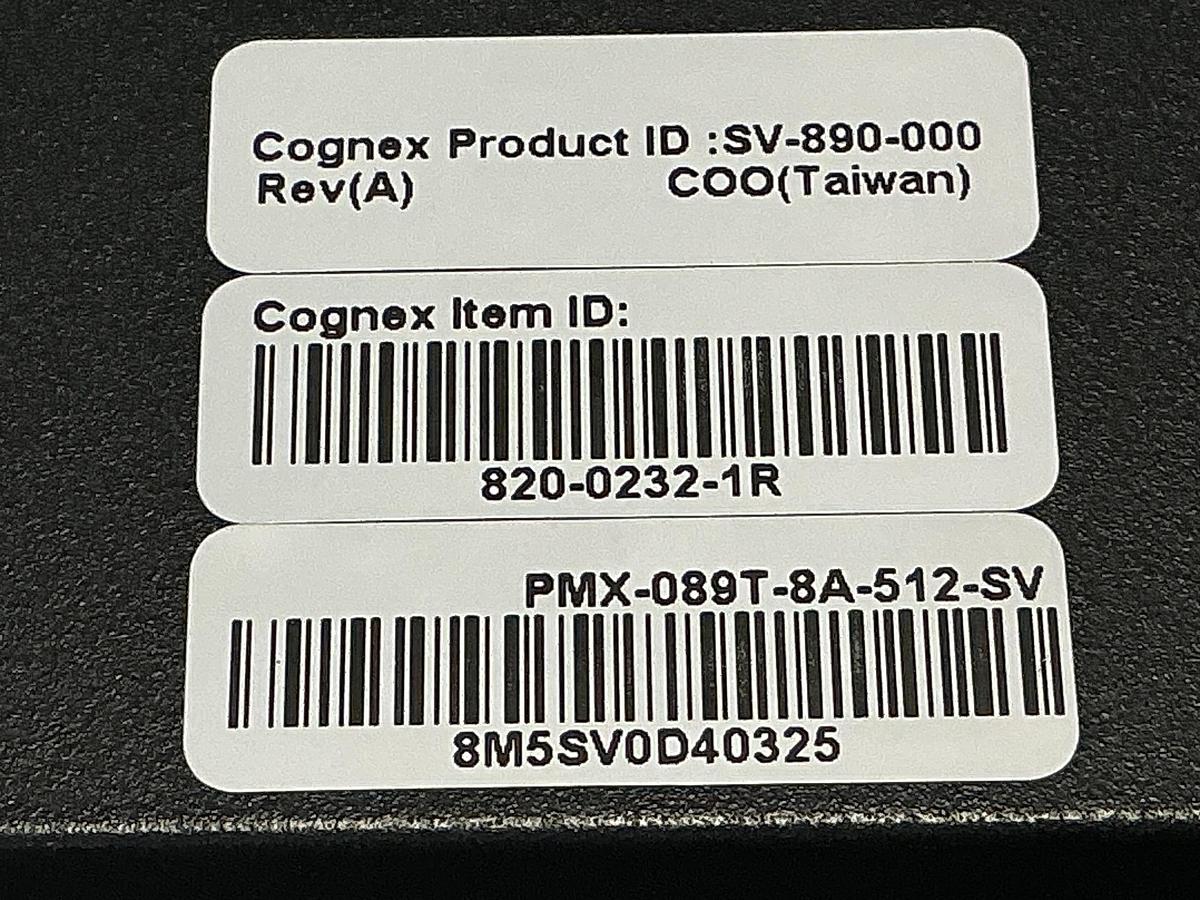 Cognex Product ID :SV-890-000
Rev(A) COO(Taiwan)
Cognex Item ID:
820-0232-1R
PMX-089T-8A-512-SV
8M5SV0D40325